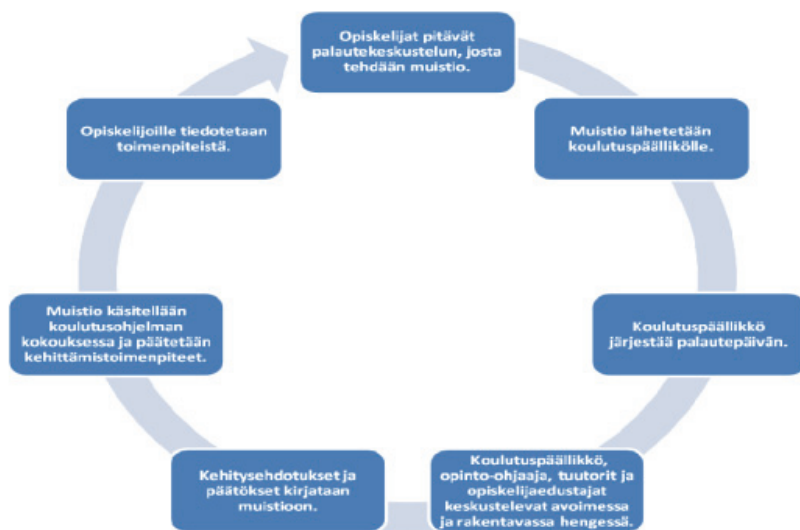 Opiskelijat pitävät
palautekeskustelun, josta
tehdään muistio.
Muistio lähetetään
koulutuspäällikölle.
Koulutuspäällikkö
järjestää palautepäivän.
Koulutuspäällikkö,
opinto-ohjaaja, tuutorit ja
opiskelijaedustajat
keskustelevat avoimessa
ja rakentavassa hengessä.
Kehitysehdotukset ja
päätökset kirjataan
muistioon.
Muistio käsitellään
koulutusohjelman
kokouksessa ja päätetään
kehittämistoimenpiteet.
Opiskelijoille tiedotetaan
toimenpiteistä.